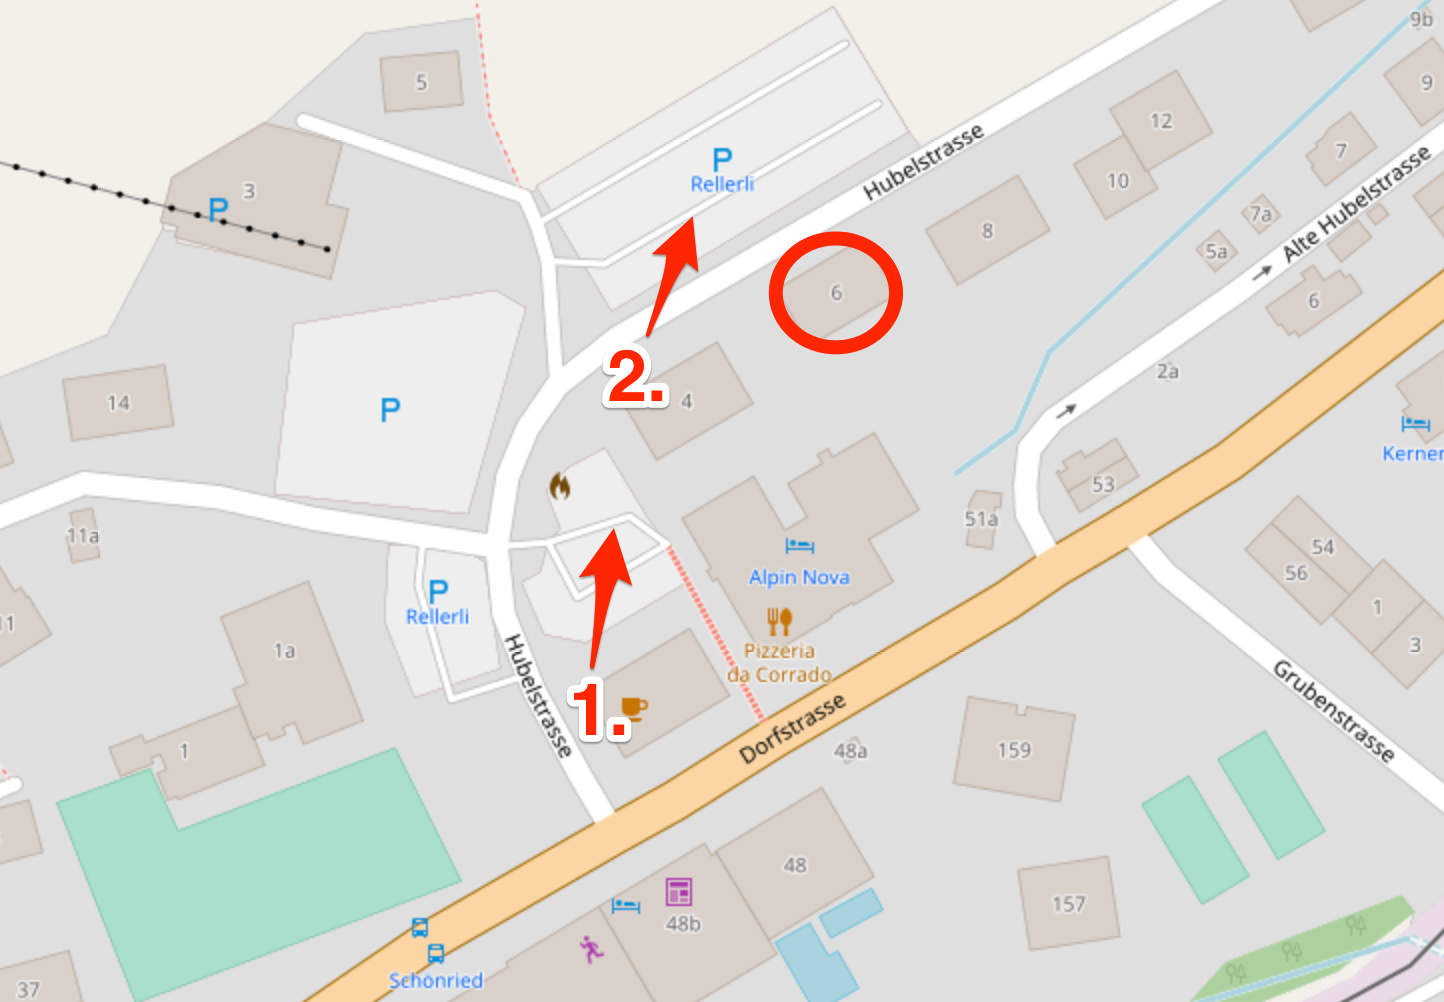 9b
5
9
12
P
Rellerli
Hubelstrasse
7
3
P
10
Alte Hubelstrasse
7a
8
5a
6
6
2.
2a
14
P
4
Kerner
53
51a
11a
54
Alpin Nova
56
P
Rellerli
1
11
Pizzeria
da Corrado
3
1a
Hubelstrasse
1.
Grubenstrasse
Dorfstrasse
1
48a
159
48
157
48b
Schönried
37